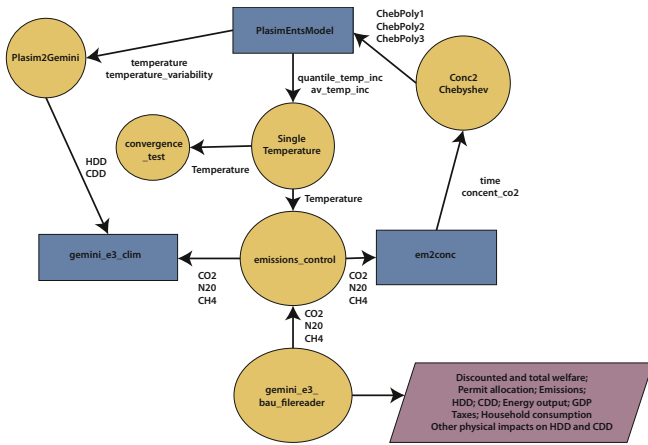 ChebPoly1
ChebPoly2
ChebPoly3
PlasimEntsModel
Plasim2Gemini
temperature
temperature_variability
quantile_temp_inc
av_temp_inc
Conc2
Chebyshev
convergence
_test
Single
Temperature
Temperature
HDD
CDD
Temperature
time
concent_co2
gemini_e3_clim
emissions_control
em2conc
CO2
N20
CH4
CO2
N20
CH4
CO2
N20
CH4
gemini_e3_
bau_filereader
Discounted and total welfare;
Permit allocation; Emissions;
HDD; CDD; Energy output; GDP
Taxes; Household consumption
Other physical impacts on HDD and CDD